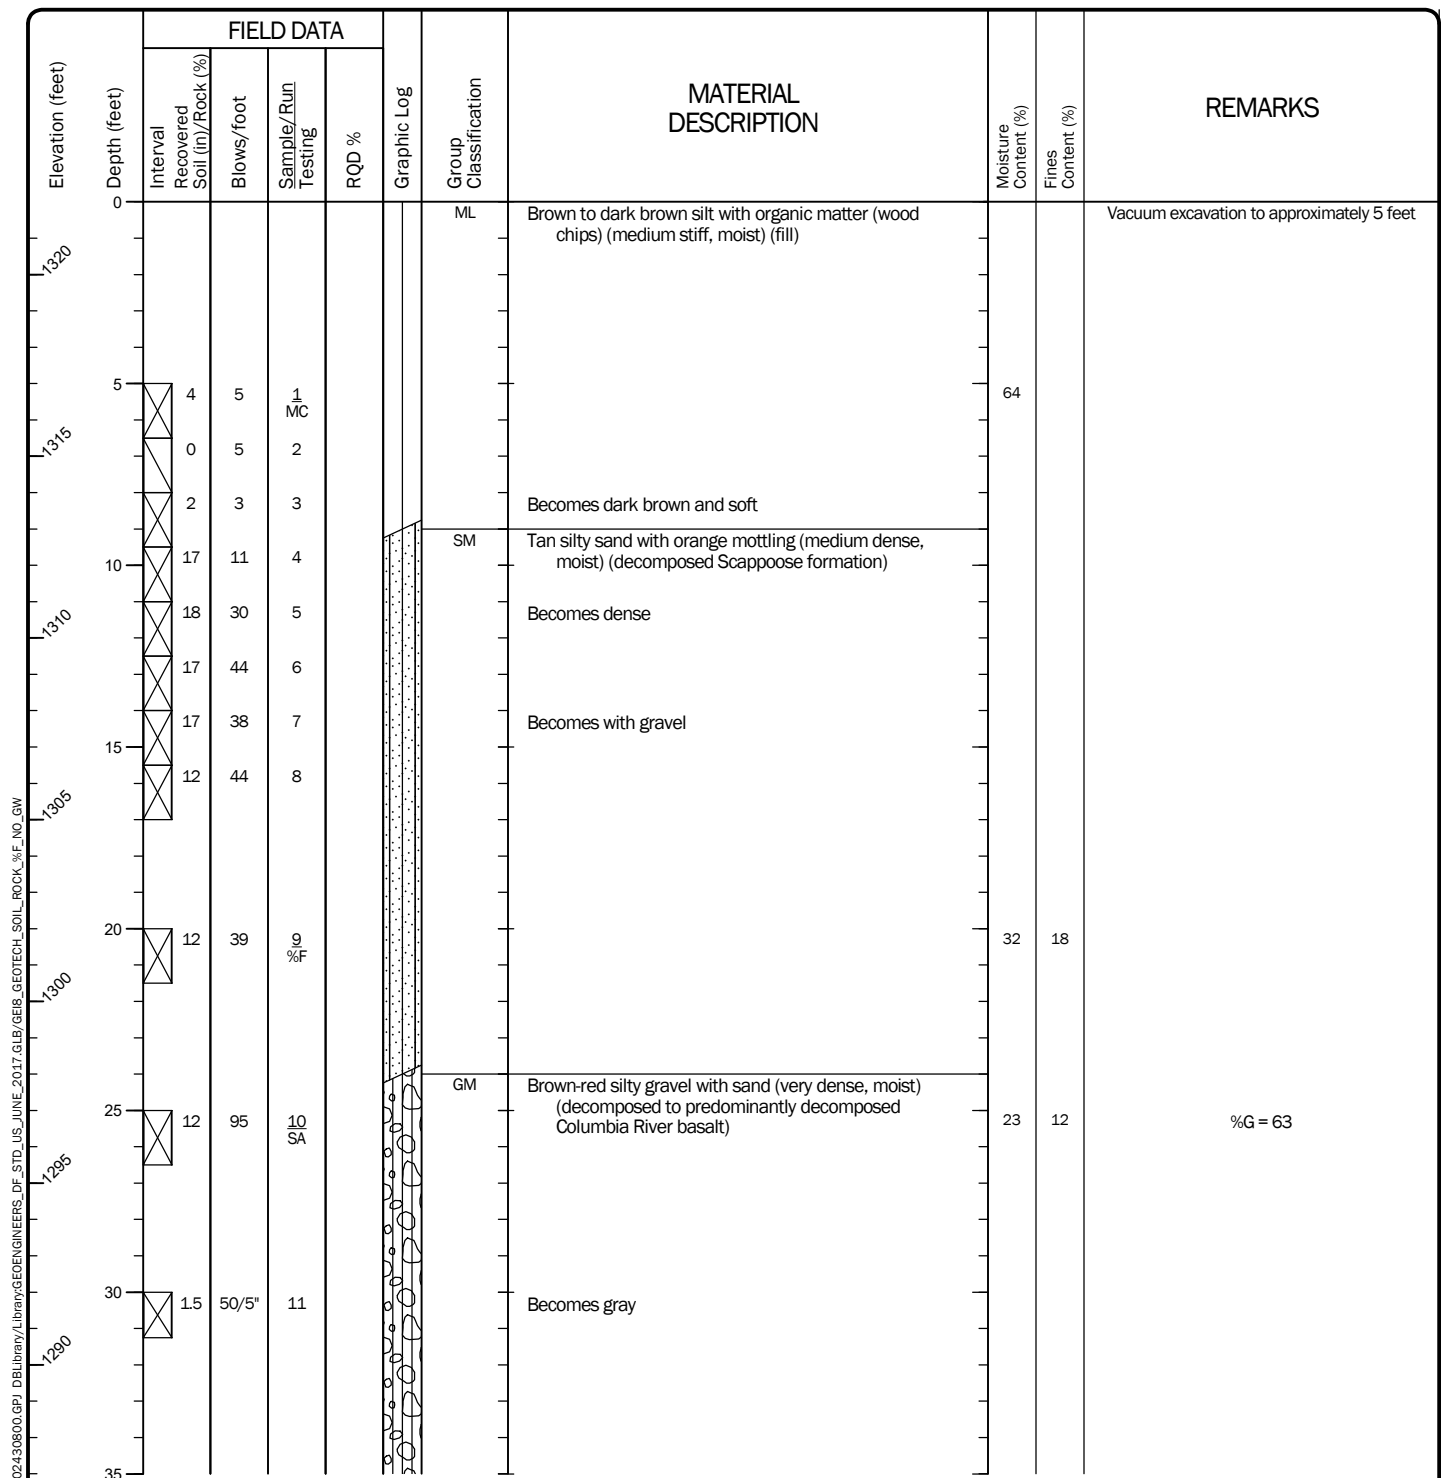 FIELD DATA
Elevation (feet)
Depth (feet)
Interval
Recovered
Soil (in)/Rock (%)
Blows/foot
Sample/Run
Testing
RQD %
Graphic Log
Group
Classification
MATERIAL
DESCRIPTION
Moisture
Content (%)
Fines
Content (%)
REMARKS
0
ML
Brown to dark brown silt with organic matter (wood
chips) (medium stiff, moist) (fill)
Vacuum excavation to approximately 5 feet
1320
5
4
5
1
MC
64
1315
0
5
2
2
3
3
Becomes dark brown and soft
SM
Tan silty sand with orange mottling (medium dense,
moist) (decomposed Scappoose formation)
10
17
11
4
1310
18
30
5
Becomes dense
17
44
6
17
38
7
Becomes with gravel
15
12
44
8
1305
20
12
39
9
%F
32
18
1300
GM
Brown-red silty gravel with sand (very dense, moist)
(decomposed to predominantly decomposed
Columbia River basalt)
25
12
95
10
SA
23
12
%G = 63
1295
30
1.5
50/5"
11
Becomes gray
1290
35
02430800.GPJ DBLibrary/Library:GEOENGINEERS_DF_STD_US_JUNE_2017.GLB/GEI8_GEOTECH_SOIL_ROCK_%F_NO_GW